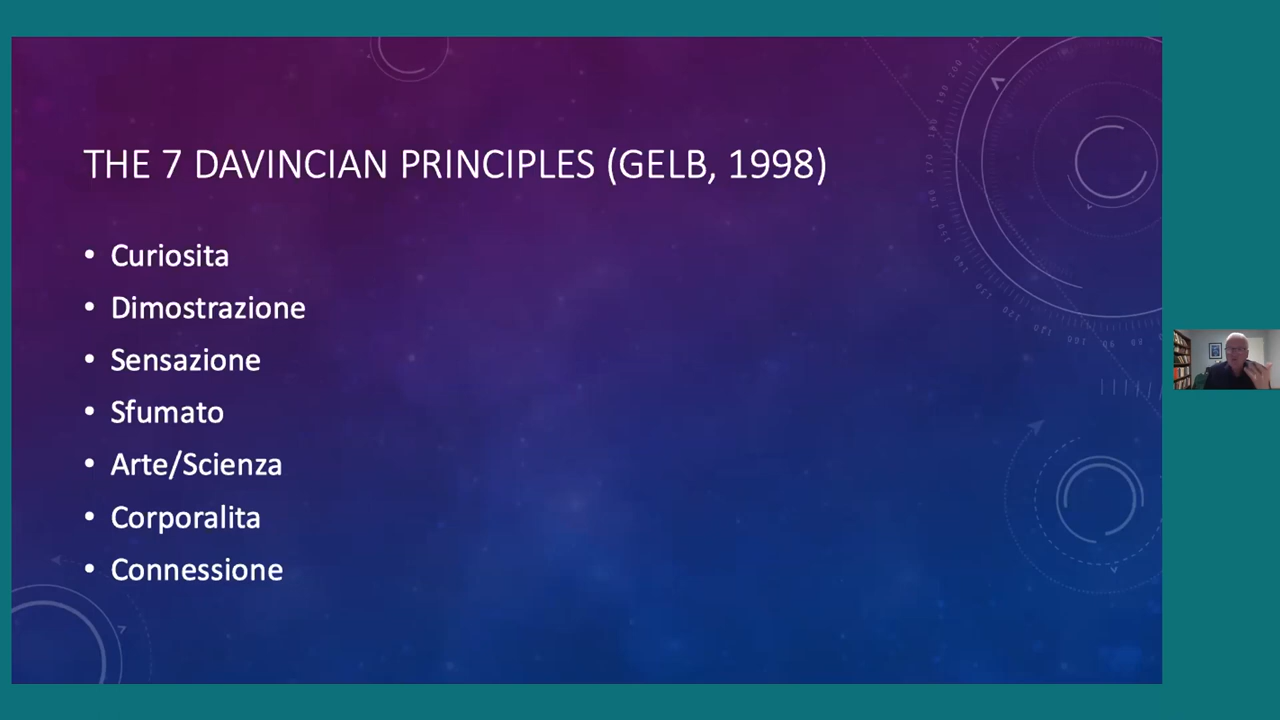 THE 7 DAVINCIAN PRINCIPLES (GELB, 1998)
• Curiosita
• Dimostrazione
• Sensazione
• Sfumato
• Arte/Scienza
• Corporalita
• Connessione